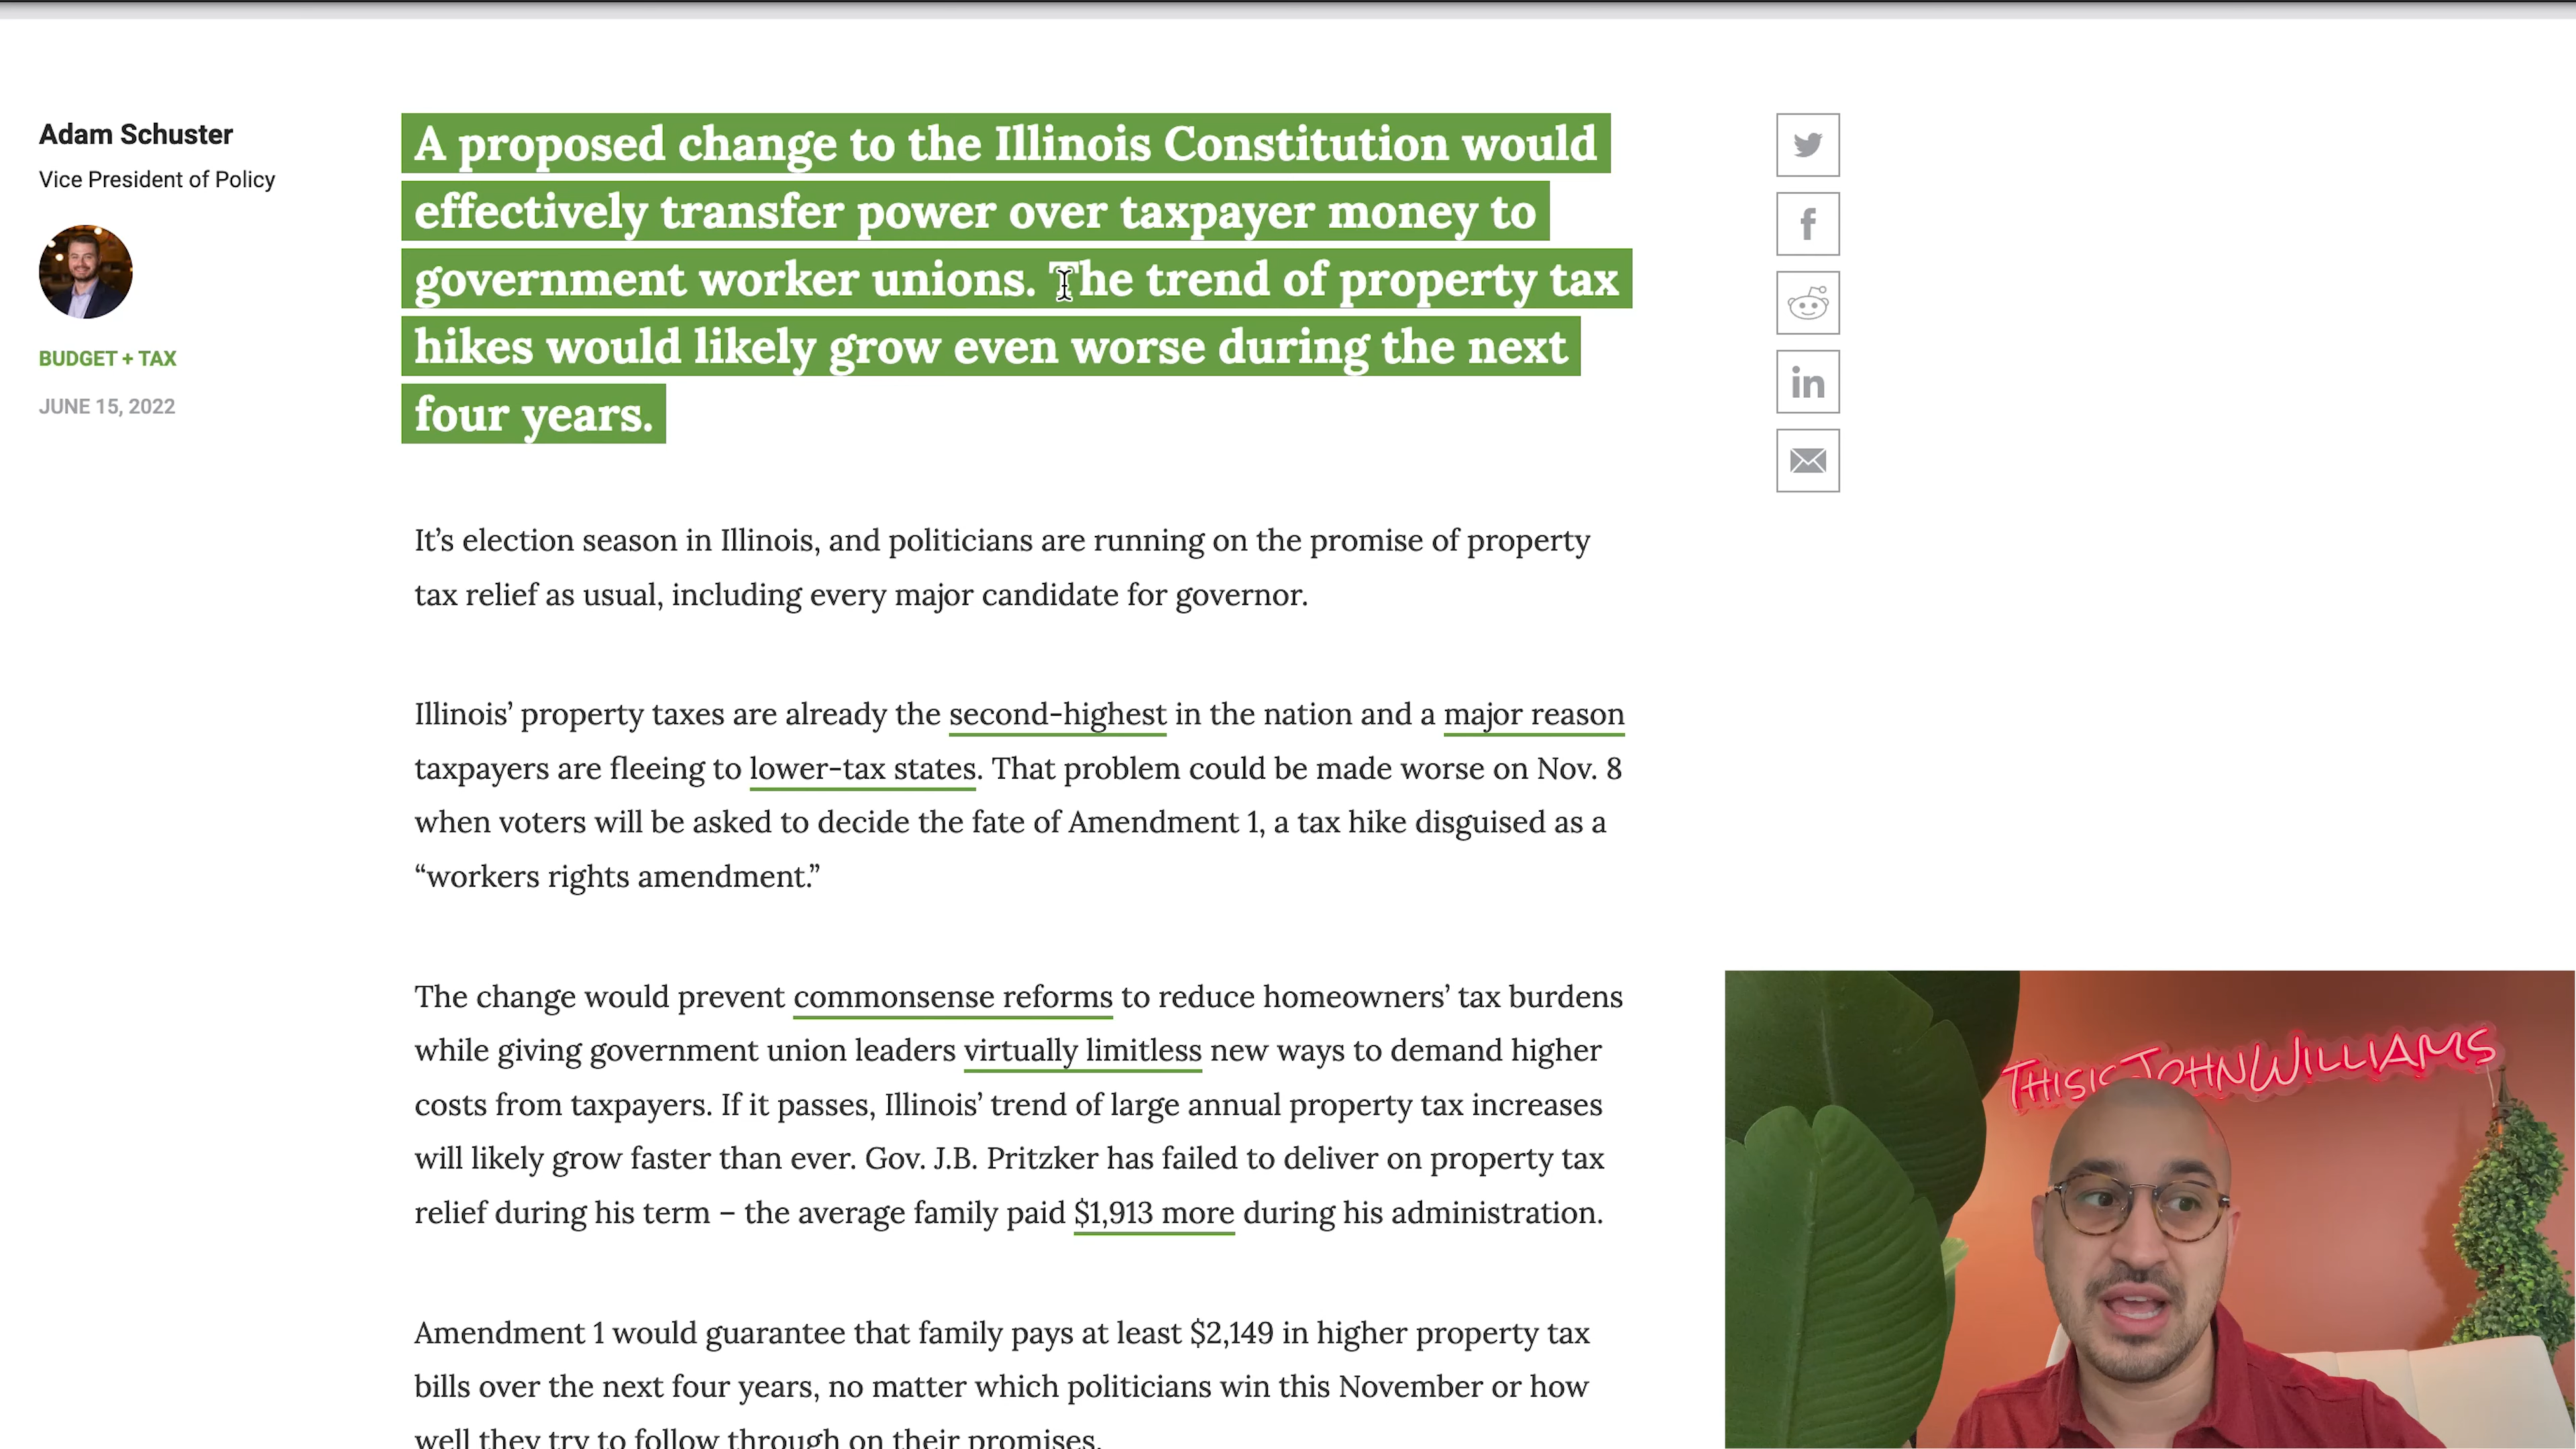 Adam Schuster
Vice President of Policy
BUDGET + TAX
JUNE 15, 2022
A proposed change to the Illinois Constitution would
effectively transfer power over taxpayer money to
government worker unions. The trend of property tax
hikes would likely grow even worse during the next
four years.
It’s election season in Illinois, and politicians are running on the promise of property
tax relief as usual, including every major candidate for governor.
Illinois’ property taxes are already the second-highest in the nation and a major reason
taxpayers are fleeing to lower-tax states. That problem could be made worse on Nov. 8
when voters will be asked to decide the fate of Amendment 1, a tax hike disguised as a
“workers rights amendment.”
The change would prevent commonsense reforms to reduce homeowners’ tax burdens
while giving government union leaders virtually limitless new ways to demand higher
costs from taxpayers. If it passes, Illinois’ trend of large annual property tax increases
will likely grow faster than ever. Gov. J.B. Pritzker has failed to deliver on property tax
relief during his term – the average family paid $1,913 more during his administration.
Amendment 1 would guarantee that family pays at least $2,149 in higher property tax
bills over the next four years, no matter which politicians win this November or how
well they try to follow through on their promises.
THISISJOHNWILLIAMS